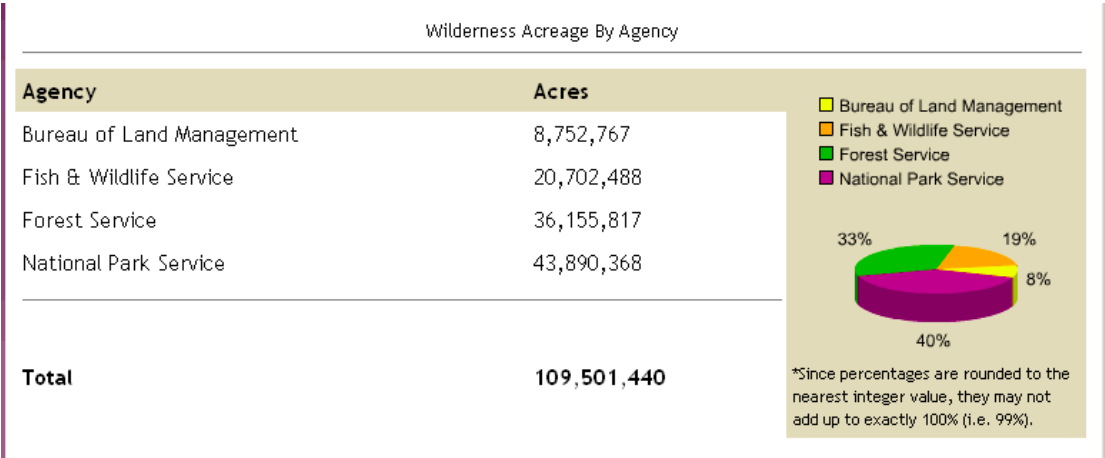 Wilderness Acreage By Agency
Agency Acres
Bureau of Land Management 8,752,767
Fish & Wildlife Service 20,702,488
Forest Service 36,155,817
National Park Service 43,890,368
Total 109,501,440
Bureau of Land Management
Fish & Wildlife Service
Forest Service
National Park Service
33% 19%
8%
40%
*Since percentages are rounded to the
nearest integer value, they may not
add up to exactly 100% (i.e. 99%).